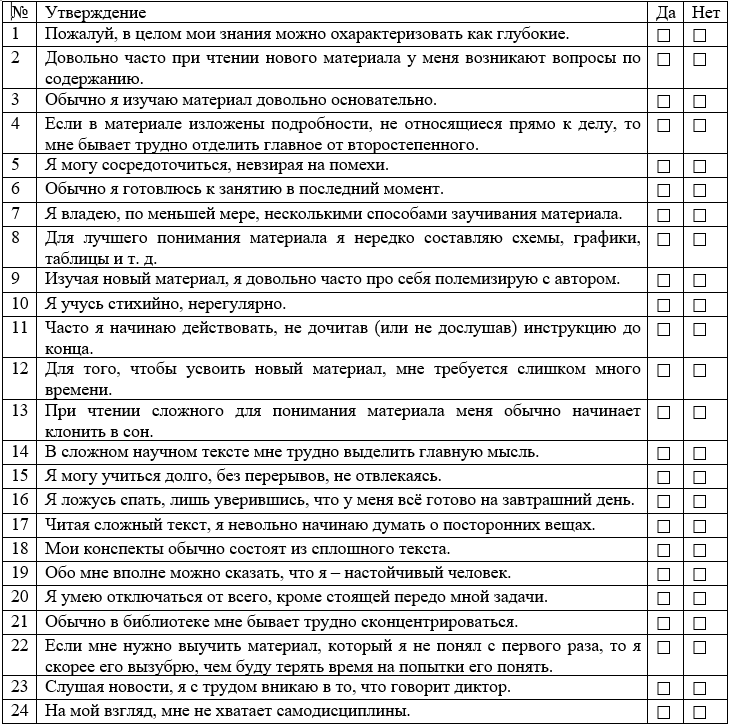 № Утверждение Да Нет
1 Пожалуй, в целом мои знания можно охарактеризовать как глубокие. ☐ ☐
2 Довольно часто при чтении нового материала у меня возникают вопросы по ☐ ☐
содержанию.
3 Обычно я изучаю материал довольно основательно. ☐ ☐
4 Если в материале изложены подробности, не относящиеся прямо к делу, то ☐ ☐
мне бывает трудно отделить главное от второстепенного.
5 Я могу сосредоточиться, невзирая на помехи. ☐ ☐
6 Обычно я готовлюсь к занятию в последний момент. ☐ ☐
7 Я владею, по меньшей мере, несколькими способами заучивания материала. ☐ ☐
8 Для лучшего понимания материала я нередко составляю схемы, графики, ☐ ☐
таблицы и т. д.
9 Изучая новый материал, я довольно часто про себя полемизирую с автором. ☐ ☐
10 Я учусь стихийно, нерегулярно. ☐ ☐
11 Часто я начинаю действовать, не дочитав (или не дослушав) инструкцию до ☐ ☐
конца.
12 Для того, чтобы усвоить новый материал, мне требуется слишком много ☐ ☐
времени.
13 При чтении сложного для понимания материала меня обычно начинает ☐ ☐
клонить в сон.
14 В сложном научном тексте мне трудно выделить главную мысль. ☐ ☐
15 Я могу учиться долго, без перерывов, не отвлекаясь. ☐ ☐
16 Я ложусь спать, лишь уверившись, что у меня всё готово на завтрашний день. ☐ ☐
17 Читая сложный текст, я невольно начинаю думать о посторонних вещах. ☐ ☐
18 Мои конспекты обычно состоят из сплошного текста. ☐ ☐
19 Обо мне вполне можно сказать, что я – настойчивый человек. ☐ ☐
20 Я умею отключаться от всего, кроме стоящей передо мной задачи. ☐ ☐
21 Обычно в библиотеке мне бывает трудно сконцентрироваться. ☐ ☐
22 Если мне нужно выучить материал, который я не понял с первого раза, то я ☐ ☐
скорее его вызубрю, чем буду терять время на попытки его понять.
23 Слушая новости, я с трудом вникаю в то, что говорит диктор. ☐ ☐
24 На мой взгляд, мне не хватает самодисциплины. ☐ ☐